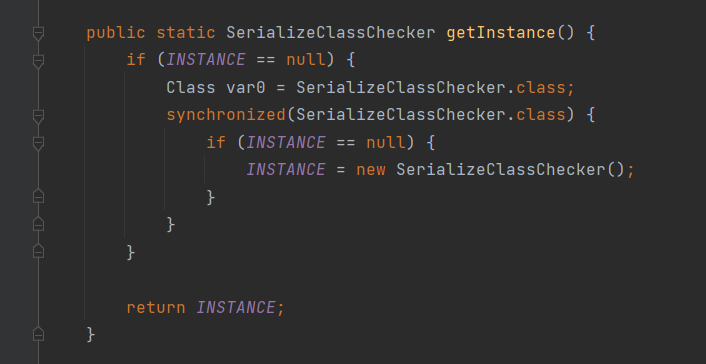 public static SerializeClassChecker getInstance() {
if (INSTANCE == null) {
Class var0 = SerializeClassChecker.class;
synchronized(SerializeClassChecker.class) {
if (INSTANCE == null) {
INSTANCE = new SerializeClassChecker();
}
}
}
return INSTANCE;
}